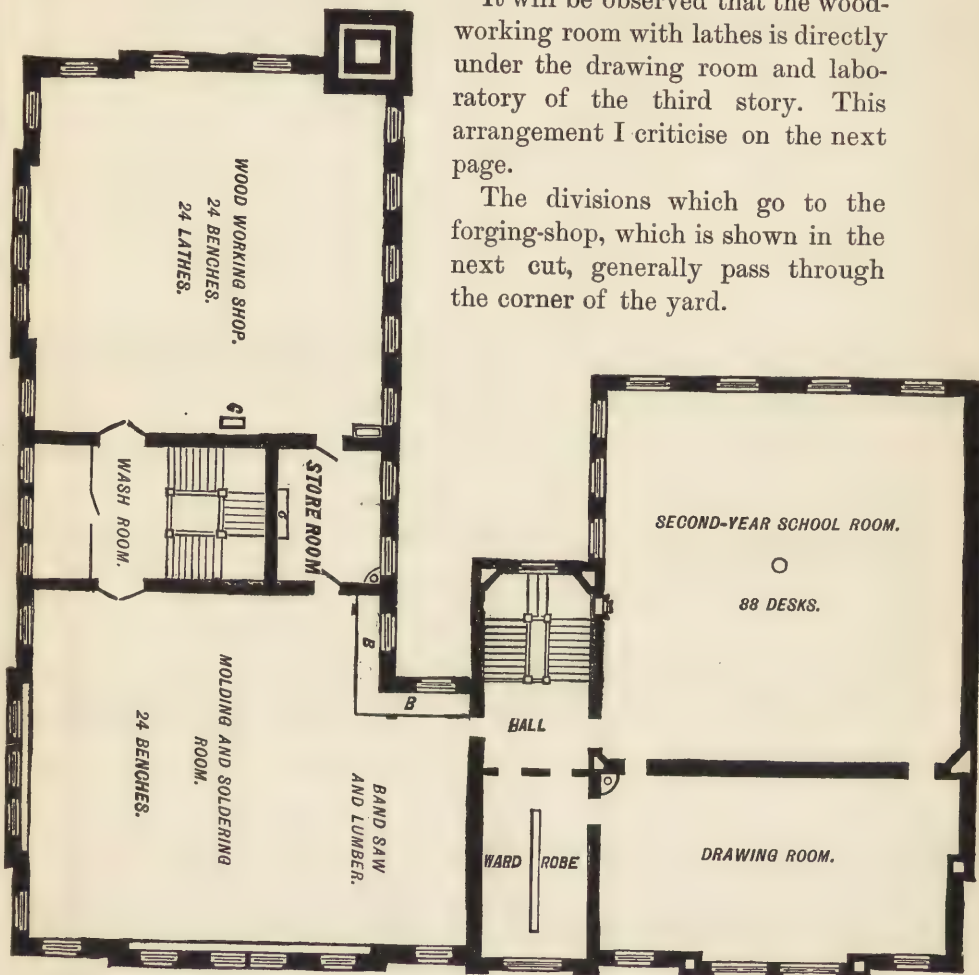 It will be observed that the wood-
working room with lathes is directly
under the drawing room and labo-
ratory of the third story. This
arrangement I criticise on the next
page.
The divisions which go to the
forging-shop, which is shown in the
next cut, generally pass through
the corner of the yard.
WOOD WORKING SHOP.
24 BENCHES.
24 LATHES.
G
WASH ROOM.
G
STORE ROOM
SECOND-YEAR SCHOOL ROOM.
88 DESKS.
B
B
MOLDING AND SOLDERING
ROOM.
24 BENCHES.
BAND SAW
AND LUMBER.
HALL
WARD ROBE
DRAWING ROOM.